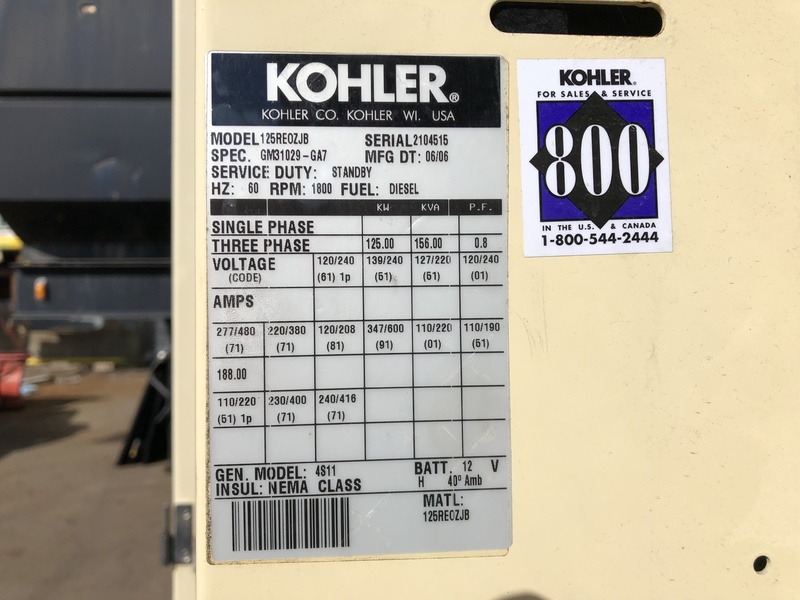 KOHLER®
KOHLER CO. KOHLER WI. USA
MODEL 125REOZJB SERIAL 2104515
SPEC. GM31029-GA7 MFG DT: 06/06
SERVICE DUTY: STANDBY
HZ: 60 RPM: 1800 FUEL: DIESEL
KW KVA P.F.
SINGLE PHASE
THREE PHASE 125.00 156.00 0.8
VOLTAGE 120/240 139/240 127/220 120/240
(CODE) (61) 1p (51) (51) (01)
AMPS
277/480 220/380 120/208 347/600 110/220 110/190
(71) (71) (81) (91) (01) (51)
188.00
110/220 230/400 240/416
(51) 1p (71) (71)
GEN. MODEL: 4S11 BATT. 12 V
INSUL: NEMA CLASS H 40° Amb
MATL:
125REOZJB
KOHLER®
FOR SALES & SERVICE
800
IN THE U.S. & CANADA
1-800-544-2444